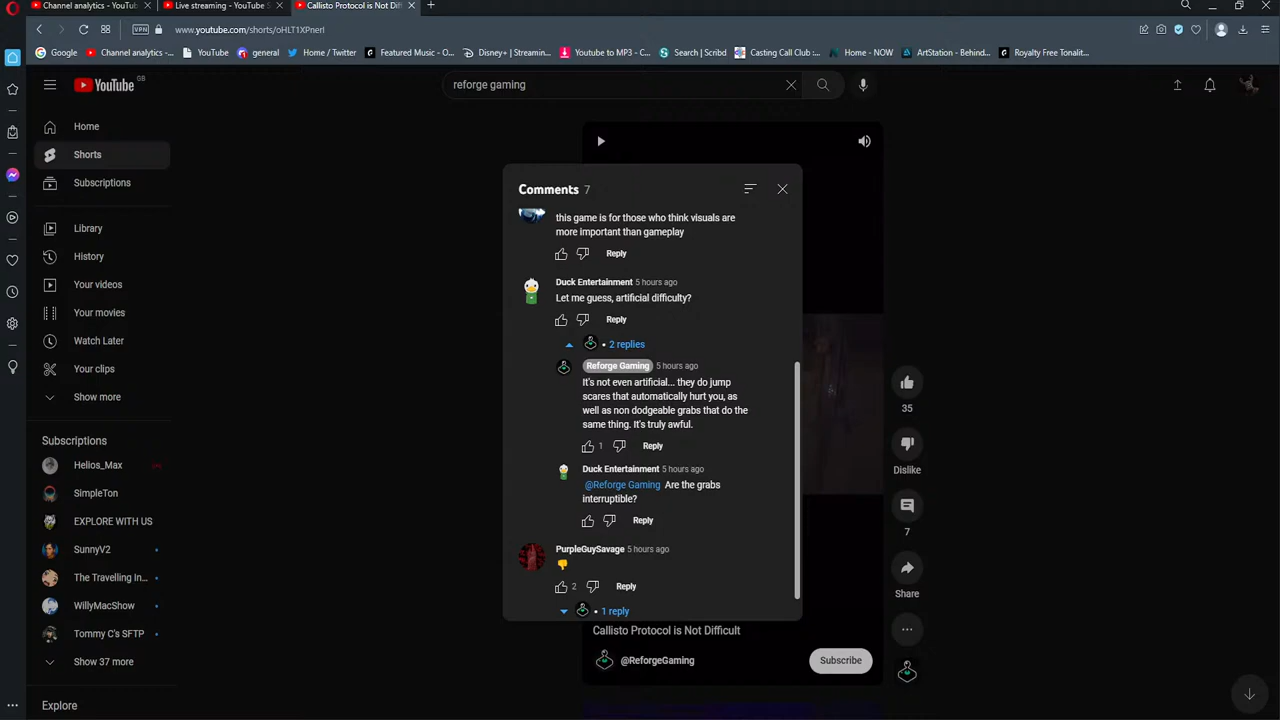 Channel analytics - YouTub
Live streaming - YouTube S
Callisto Protocol is Not Dif
VPN
www.youtube.com/shorts/oHLT1XPnerI
Google
Channel analytics -...
YouTube
general
Home / Twitter
Featured Music - O...
Disney+ | Streamin...
Youtube to MP3 - C...
Search | Scribd
Casting Call Club :...
Home - NOW
ArtStation - Behind...
Royalty Free Tonalit...
YouTube GB
reforge gaming
Home
Shorts
Subscriptions
Library
History
Your videos
Your movies
Watch Later
Your clips
Show more
Subscriptions
Helios_Max
SimpleTon
EXPLORE WITH US
SunnyV2
The Travelling In...
WillyMacShow
Tommy C's SFTP
Show 37 more
Explore
Comments 7
this game is for those who think visuals are
more important than gameplay
Reply
Duck Entertainment 5 hours ago
Let me guess, artificial difficulty?
Reply
• 2 replies
Reforge Gaming 5 hours ago
It's not even artificial... they do jump
scares that automatically hurt you, as
well as non dodgeable grabs that do the
same thing. It's truly awful.
1 Reply
Duck Entertainment 5 hours ago
@Reforge Gaming Are the grabs
interruptible?
Reply
PurpleGuySavage 5 hours ago
👎
2 Reply
• 1 reply
Callisto Protocol is Not Difficult
@ReforgeGaming
Subscribe
35
Dislike
7
Share